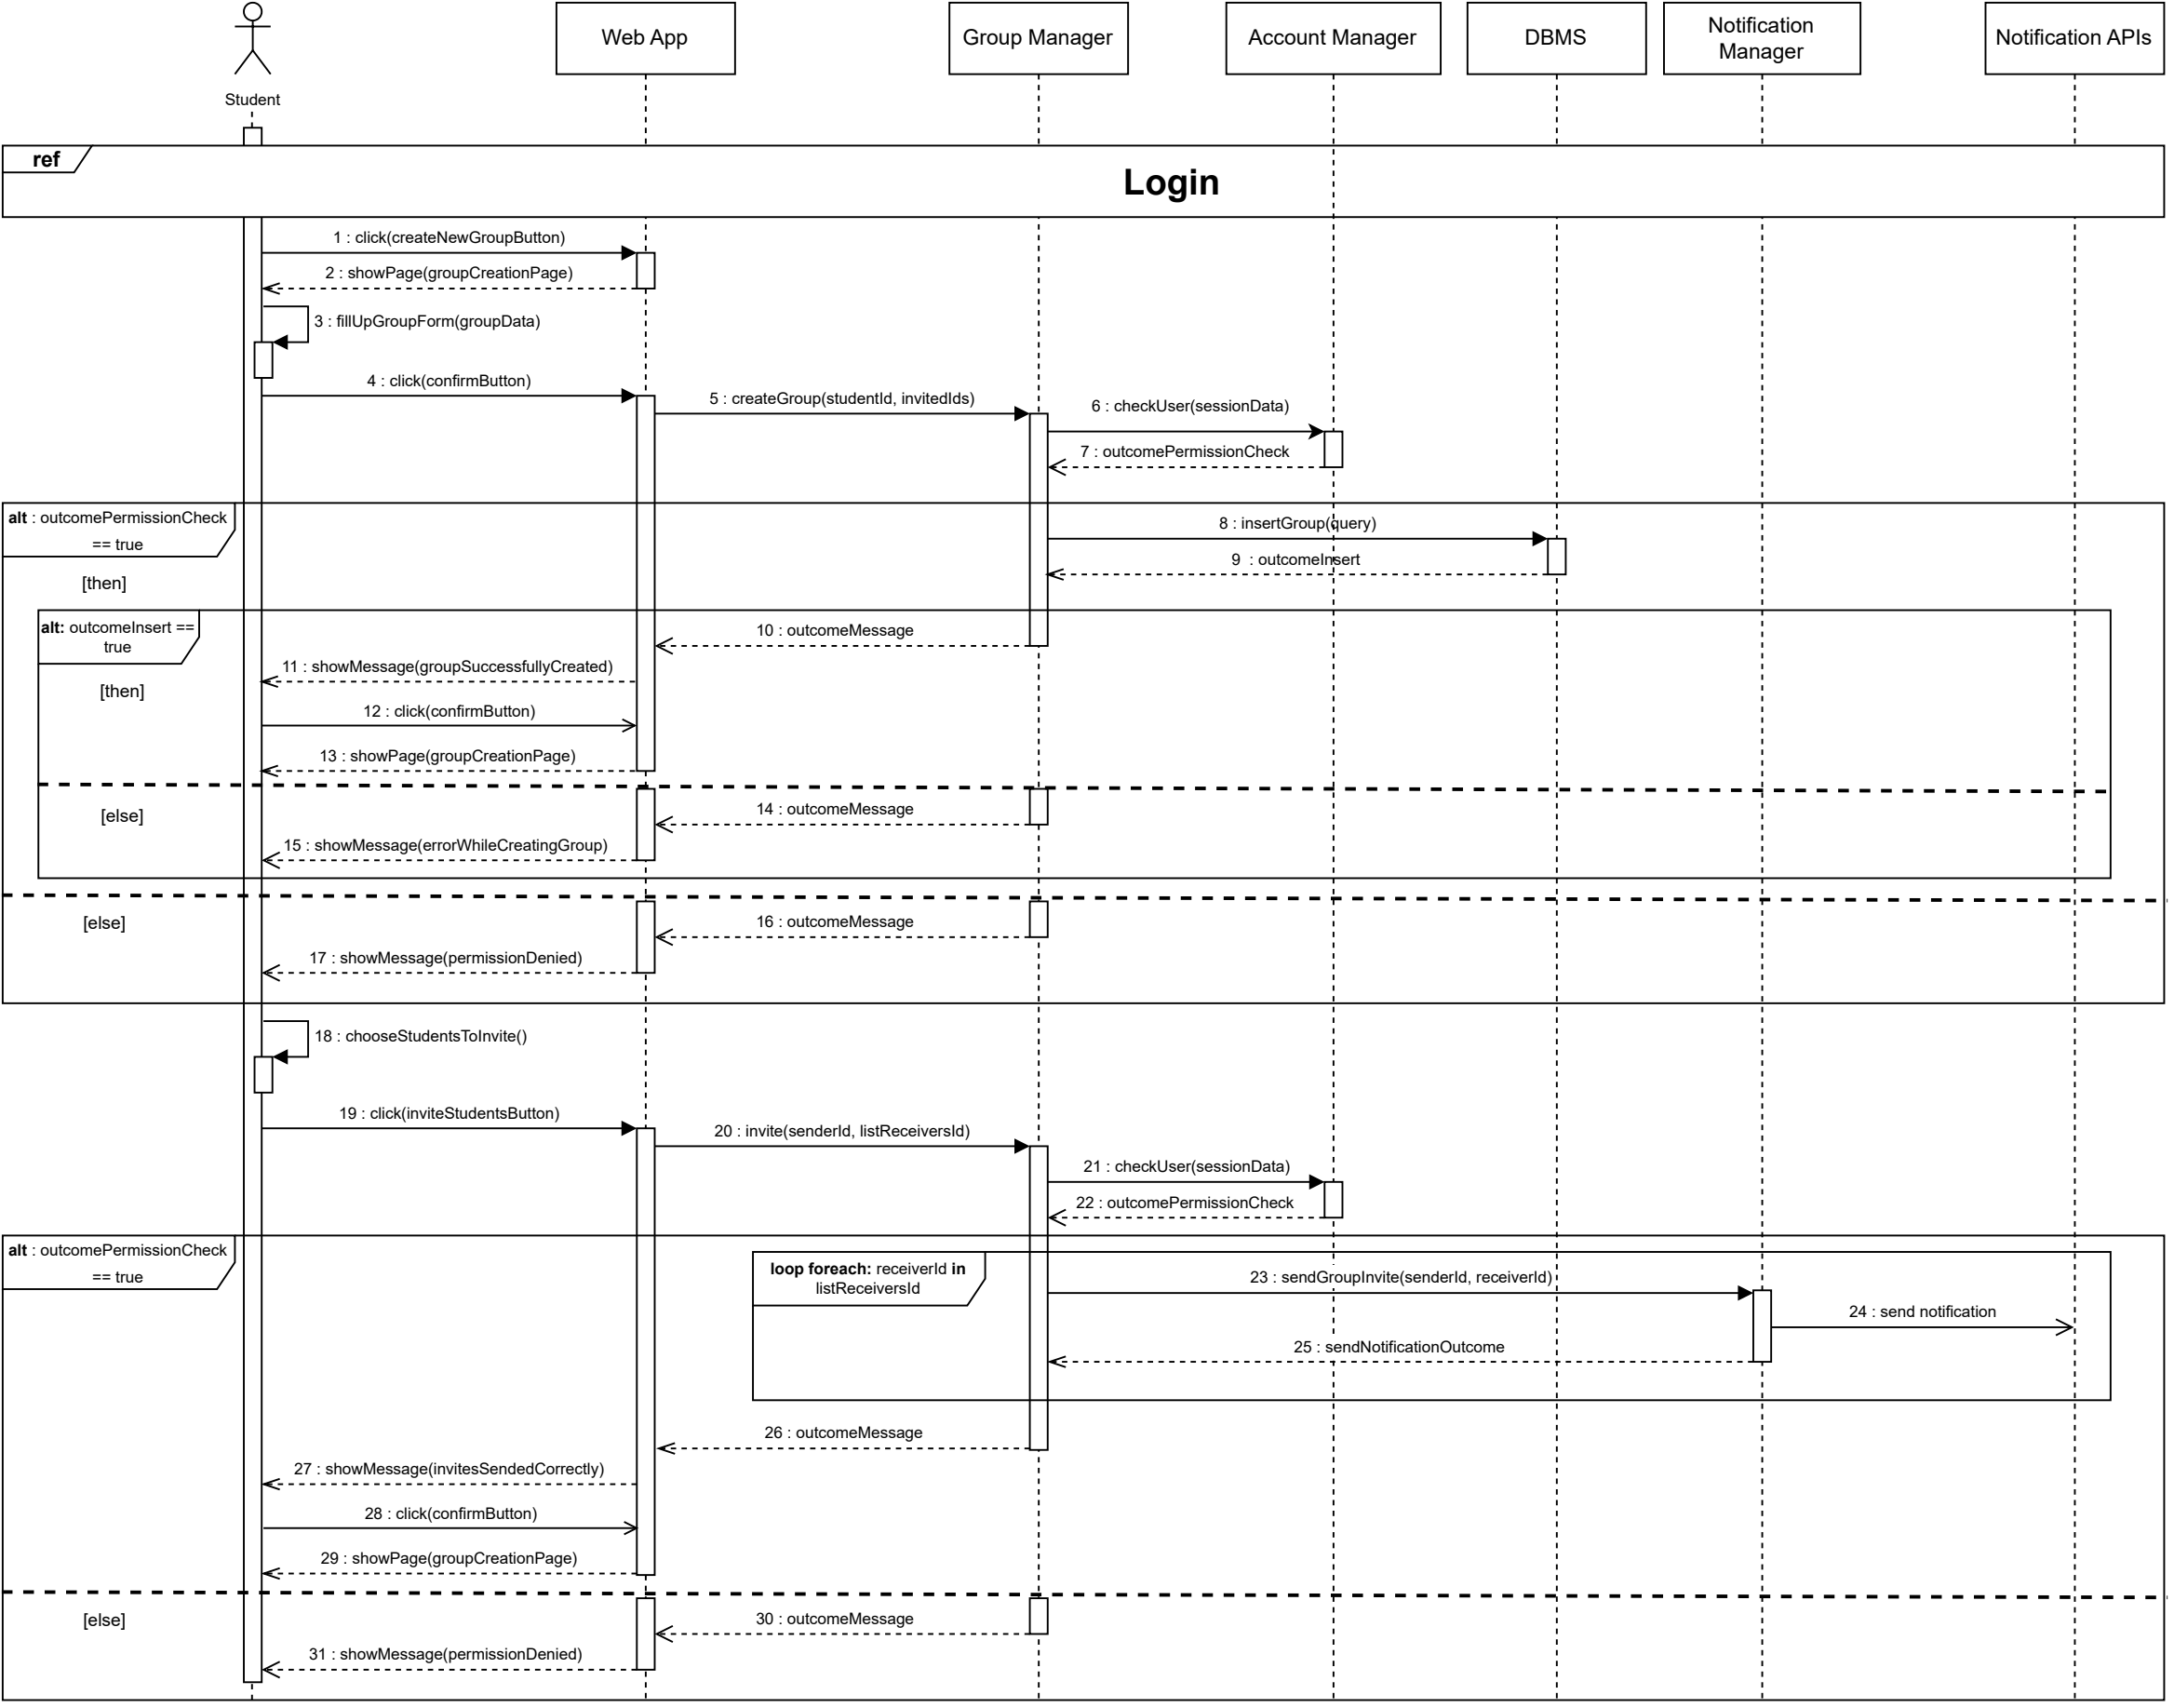 Student
Web App
Group Manager
Account Manager
DBMS
Notification
Manager
Notification APIs
ref
Login
1 : click(createNewGroupButton)
2 : showPage(groupCreationPage)
3 : fillUpGroupForm(groupData)
4 : click(confirmButton)
5 : createGroup(studentId, invitedIds)
6 : checkUser(sessionData)
7 : outcomePermissionCheck
alt : outcomePermissionCheck
== true
[then]
8 : insertGroup(query)
9 : outcomeInsert
alt: outcomeInsert ==
true
[then]
10 : outcomeMessage
11 : showMessage(groupSuccessfullyCreated)
12 : click(confirmButton)
13 : showPage(groupCreationPage)
[else]
14 : outcomeMessage
15 : showMessage(errorWhileCreatingGroup)
[else]
16 : outcomeMessage
17 : showMessage(permissionDenied)
18 : chooseStudentsToInvite()
19 : click(inviteStudentsButton)
20 : invite(senderId, listReceiversId)
21 : checkUser(sessionData)
22 : outcomePermissionCheck
alt : outcomePermissionCheck
== true
loop foreach: receiverId in
listReceiversId
23 : sendGroupInvite(senderId, receiverId)
24 : send notification
25 : sendNotificationOutcome
26 : outcomeMessage
27 : showMessage(invitesSendedCorrectly)
28 : click(confirmButton)
29 : showPage(groupCreationPage)
[else]
30 : outcomeMessage
31 : showMessage(permissionDenied)